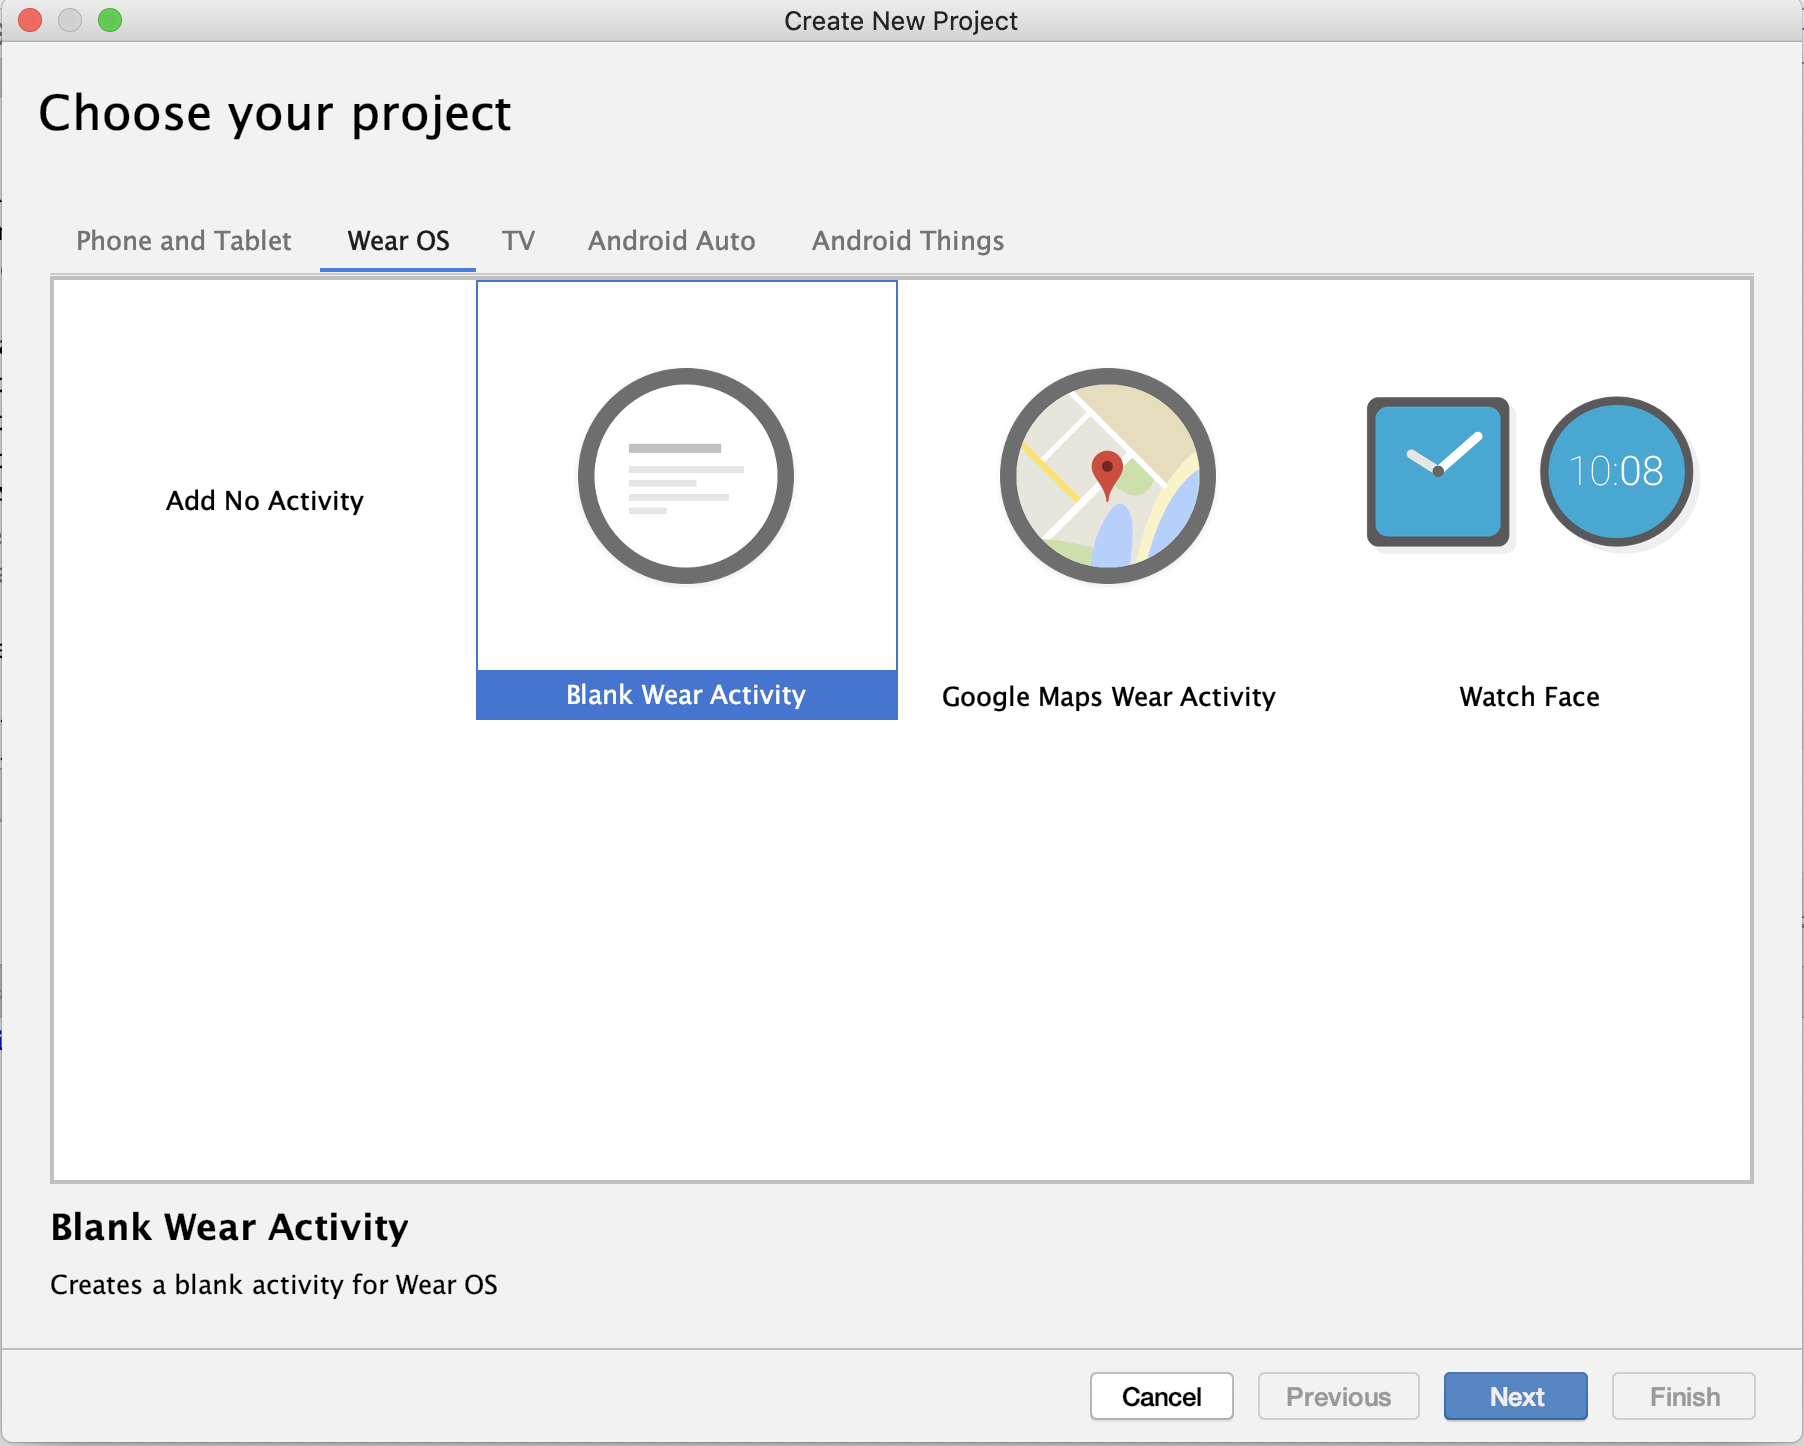 Create New Project
Choose your project
Phone and Tablet Wear OS TV Android Auto Android Things
10:08
Add No Activity
Blank Wear Activity Google Maps Wear Activity Watch Face
Blank Wear Activity
Creates a blank activity for Wear OS
Cancel Previous Next Finish